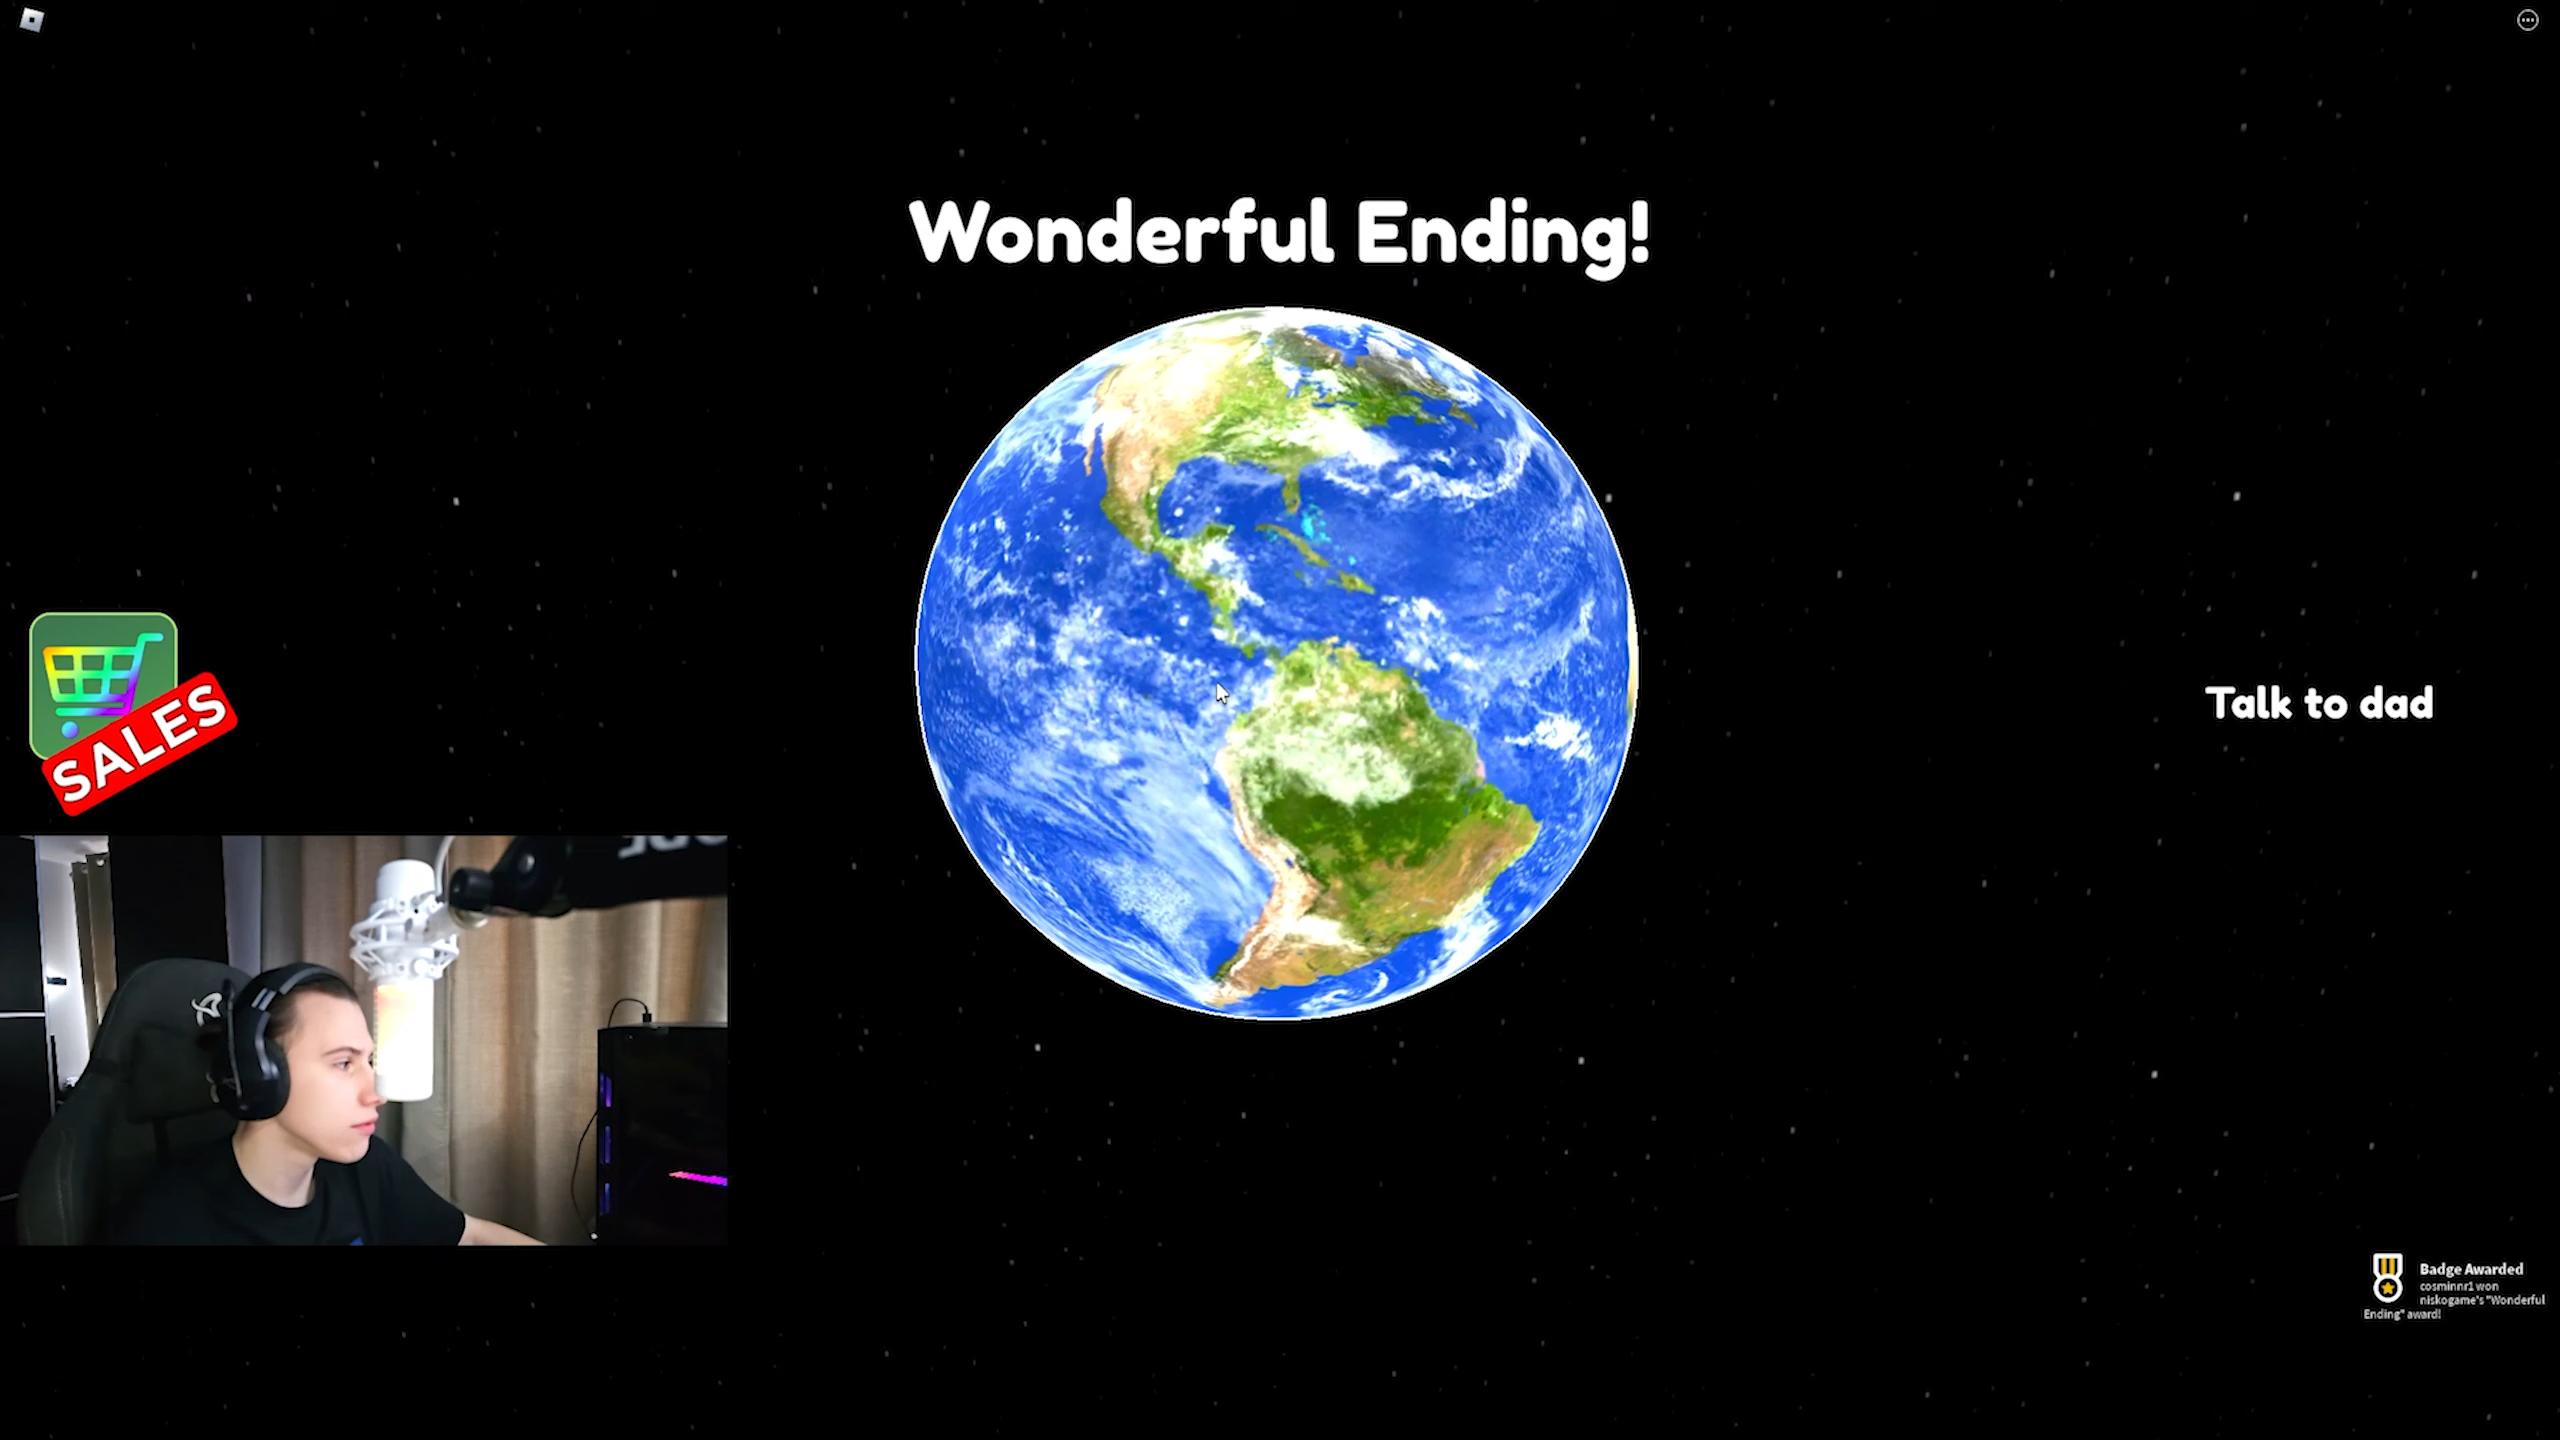 Wonderful Ending!
SALES
Talk to dad
Badge Awarded
cosminnr1 won
niskogame's "Wonderful
Ending" award!